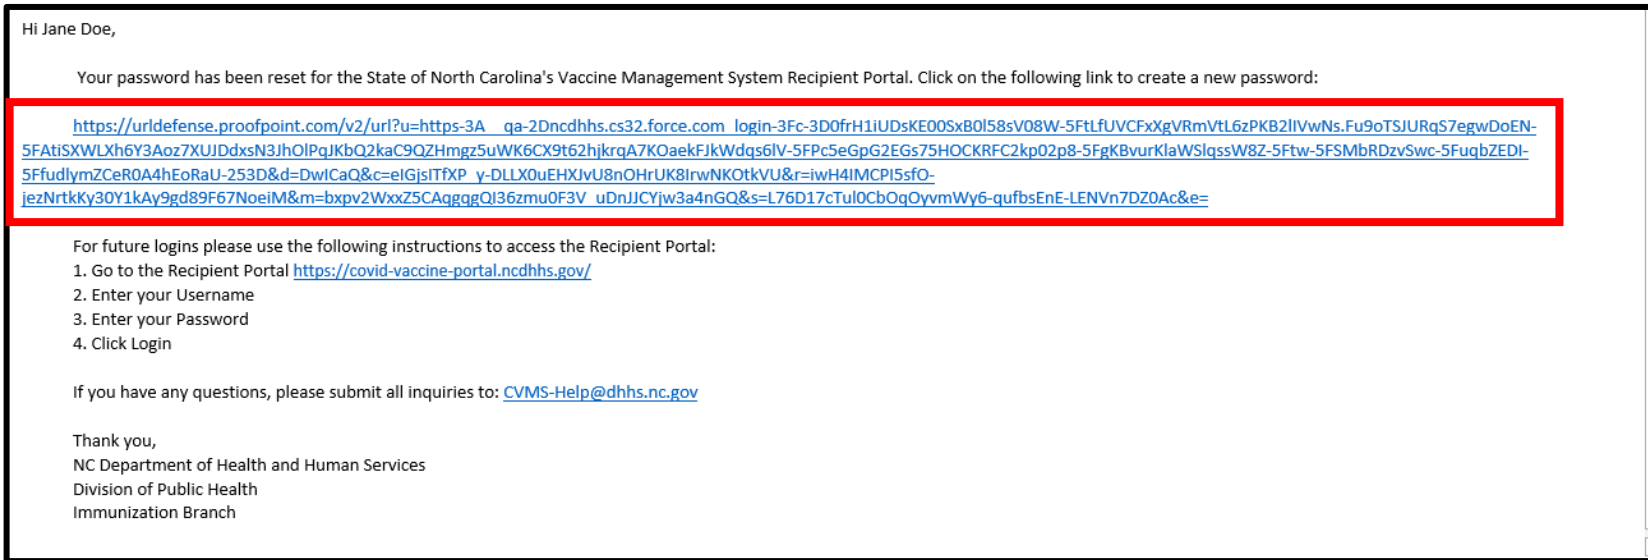 Hi Jane Doe,
Your password has been reset for the State of North Carolina's Vaccine Management System Recipient Portal. Click on the following link to create a new password:
https://urldefense.proofpoint.com/v2/url?u=https-3A__qa-2Dncdhhs.cs32.force.com_login-3Fc-3D0frH1iUDsKE00SxB0l58sV08W-5FtLfUVCFxXgVRmVtL6zPKB2lIVwNs.Fu9oTSJURqS7egwDoEN-
5FAtiSXWLXh6Y3Aoz7XUJDdxsN3JhOlPqJKbQ2kaC9QZHmgz5uWK6CX9t62hjkrqA7KOaekFJkWdqs6lV-5FPc5eGpG2EGs75HOCKRFC2kp02p8-5FgKBvurKlaWSlqssW8Z-5Ftw-5FSMbRDzvSwc-5FuqbZEDI-
5FfudlymZCeR0A4hEoRaU-253D&d=DwICaQ&c=eIGjsITfXP_y-DLLX0uEHXJvU8nOHrUK8IrwNKOtkVU&r=iwH4IMCPI5sfO-
jezNrtkKy30Y1kAy9gd89F67NoeiM&m=bxpv2WxxZ5CAqgqgQI36zmu0F3V_uDnJJCYjw3a4nGQ&s=L76D17cTul0CbOqOyvmWy6-qufbsEnE-LENVn7DZ0Ac&e=
For future logins please use the following instructions to access the Recipient Portal:
1. Go to the Recipient Portal https://covid-vaccine-portal.ncdhhs.gov/
2. Enter your Username
3. Enter your Password
4. Click Login
If you have any questions, please submit all inquiries to: CVMS-Help@dhhs.nc.gov
Thank you,
NC Department of Health and Human Services
Division of Public Health
Immunization Branch